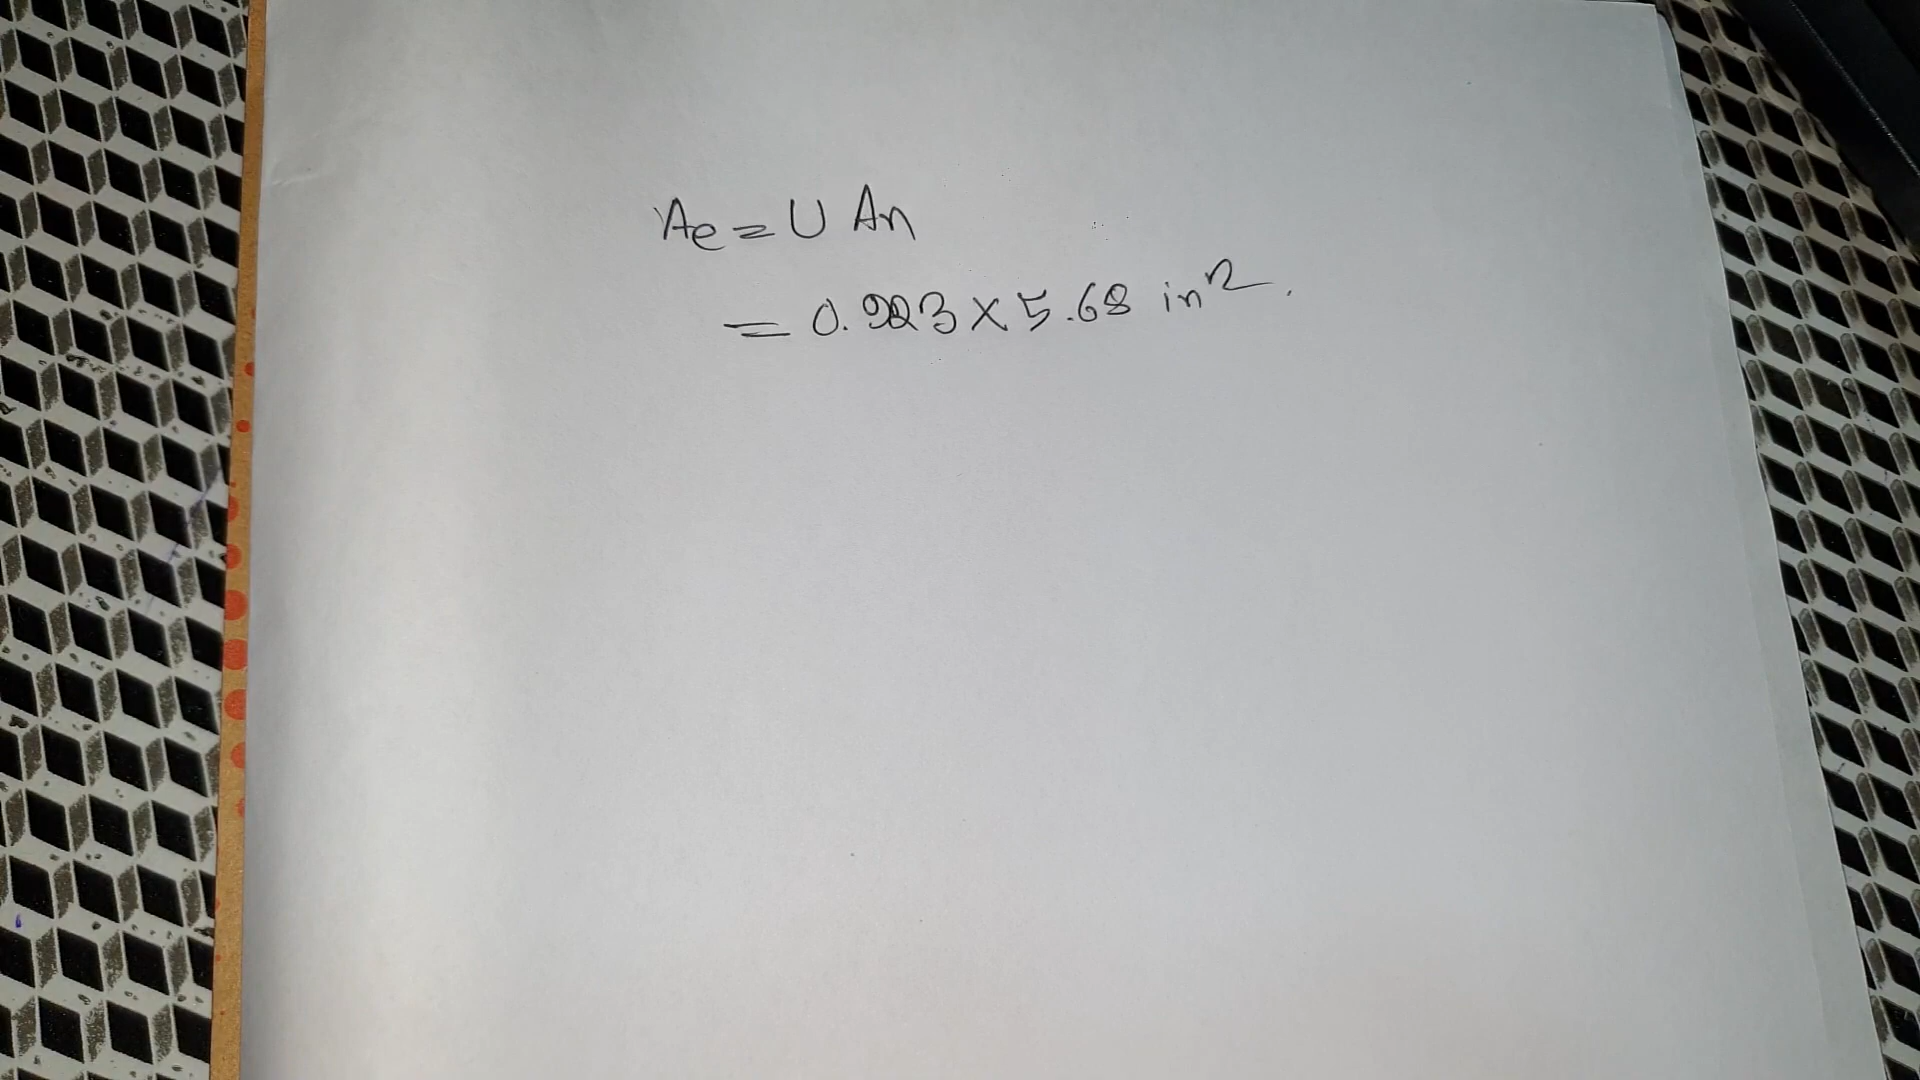 Ae = U An
= 0.923 × 5.68 in².